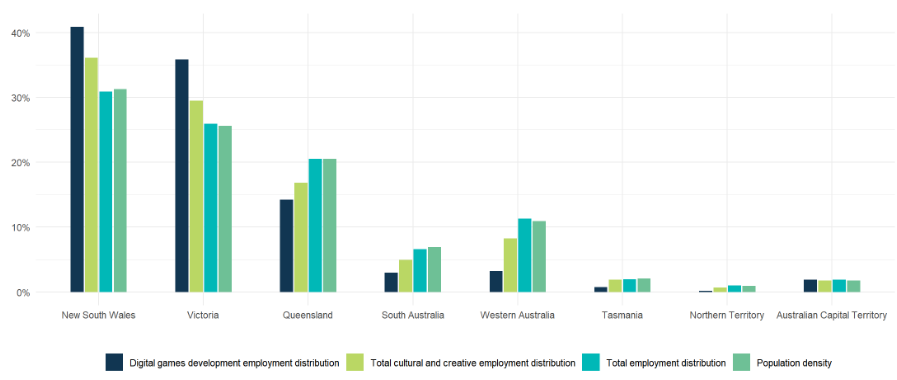 40%
30%
20%
10%
0%
New South Wales Victoria Queensland South Australia Western Australia Tasmania Northern Territory Australian Capital Territory
Digital games development employment distribution Total cultural and creative employment distribution Total employment distribution Population density